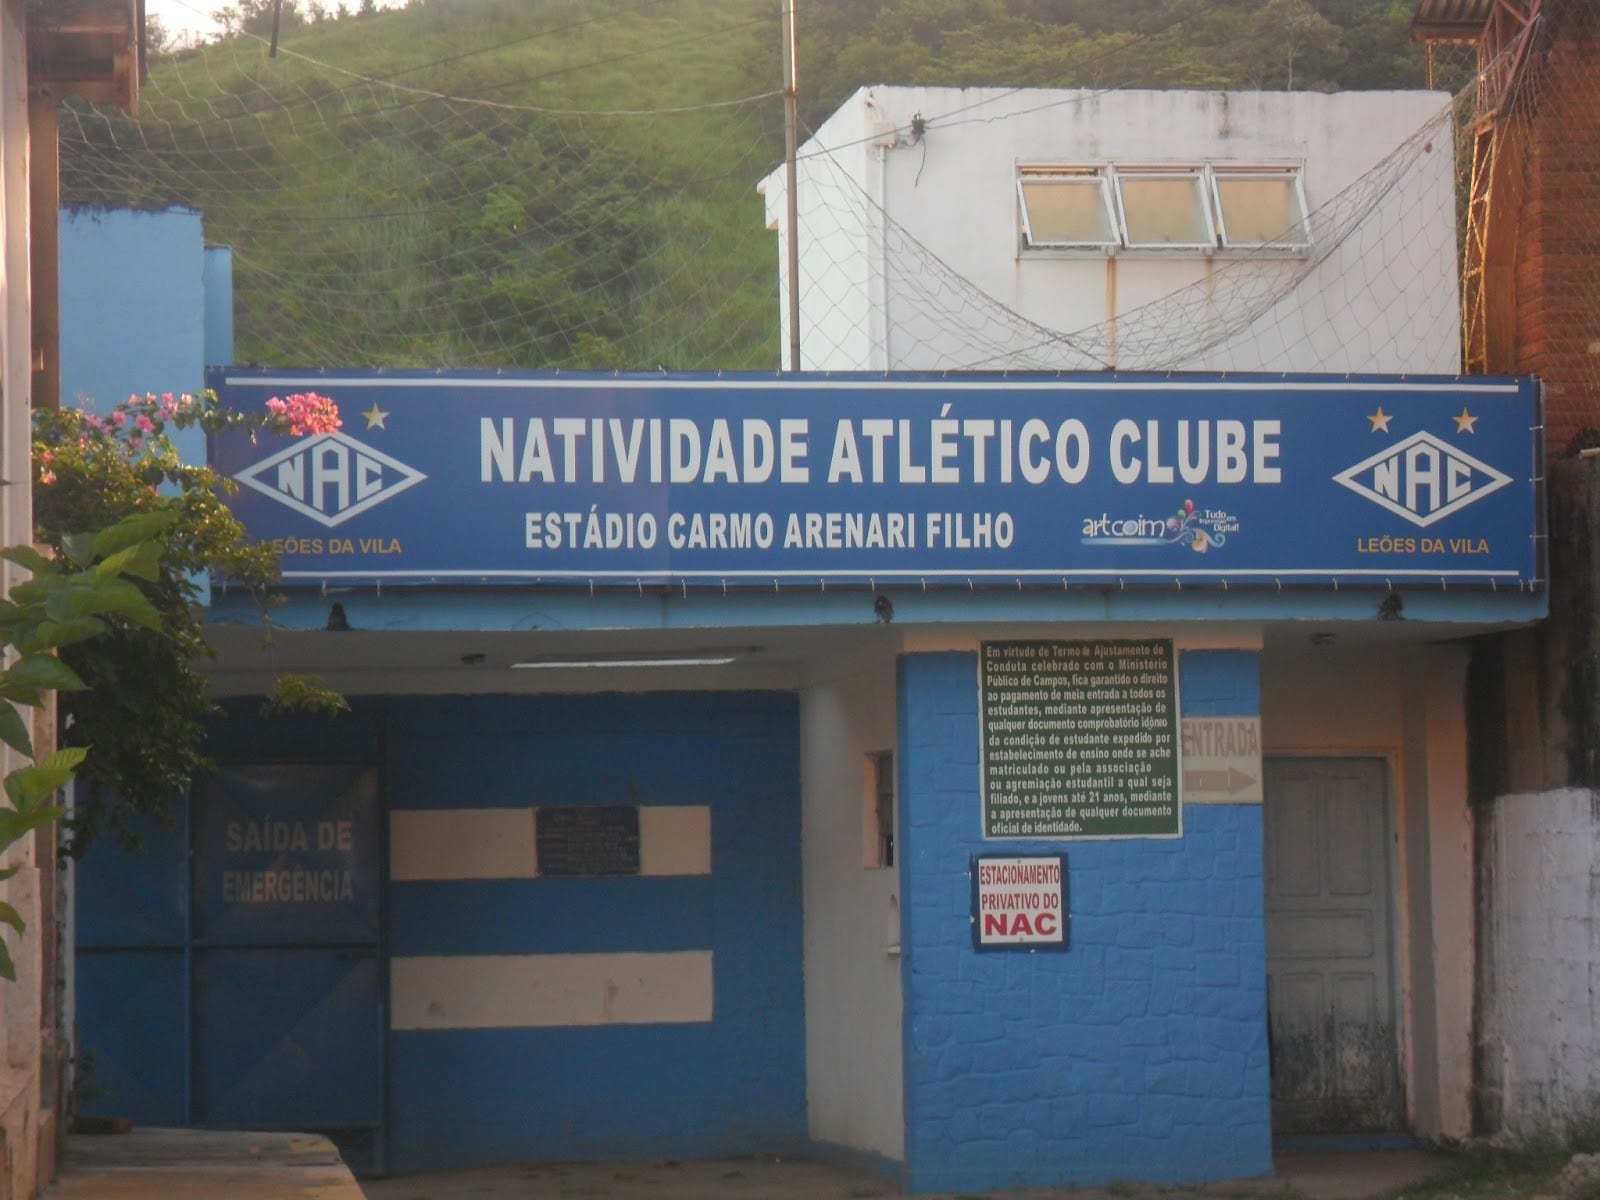 NATIVIDADE ATLÉTICO CLUBE
ESTÁDIO CARMO ARENARI FILHO
NAC
LEÕES DA VILA
artcoim
Tudo em
Impressão
Digital!
NAC
LEÕES DA VILA
Em virtude de Termo de Ajustamento de
Conduta celebrado com o Ministério
Público de Campos, fica garantido o direito
ao pagamento de meia entrada a todos os
estudantes, mediante apresentação de
qualquer documento comprobatório idôneo
da condição de estudante expedido por
estabelecimento de ensino onde se ache
matriculado ou pela associação
ou agremiação estudantil a qual seja
filiado, e a jovens até 21 anos, mediante
a apresentação de qualquer documento
oficial de identidade.
ENTRADA
ESTACIONAMENTO
PRIVATIVO DO
NAC
SAÍDA DE
EMERGÊNCIA